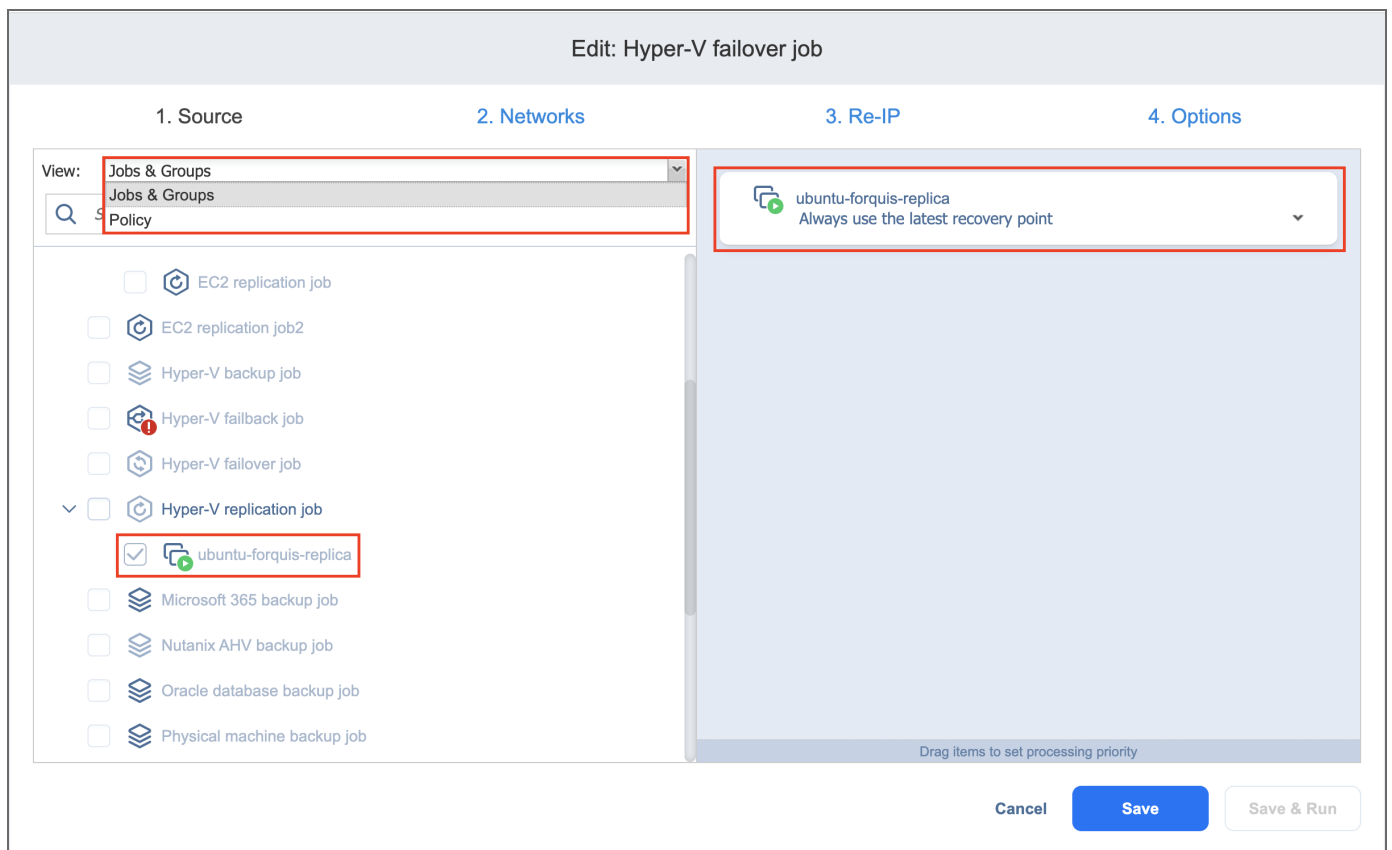 Edit: Hyper-V failover job
1. Source
2. Networks
3. Re-IP
4. Options
View:
Jobs & Groups
Jobs & Groups
Policy
S
EC2 replication job
EC2 replication job2
Hyper-V backup job
Hyper-V failback job
Hyper-V failover job
Hyper-V replication job
ubuntu-forquis-replica
Microsoft 365 backup job
Nutanix AHV backup job
Oracle database backup job
Physical machine backup job
ubuntu-forquis-replica
Always use the latest recovery point
Drag items to set processing priority
Cancel
Save
Save & Run